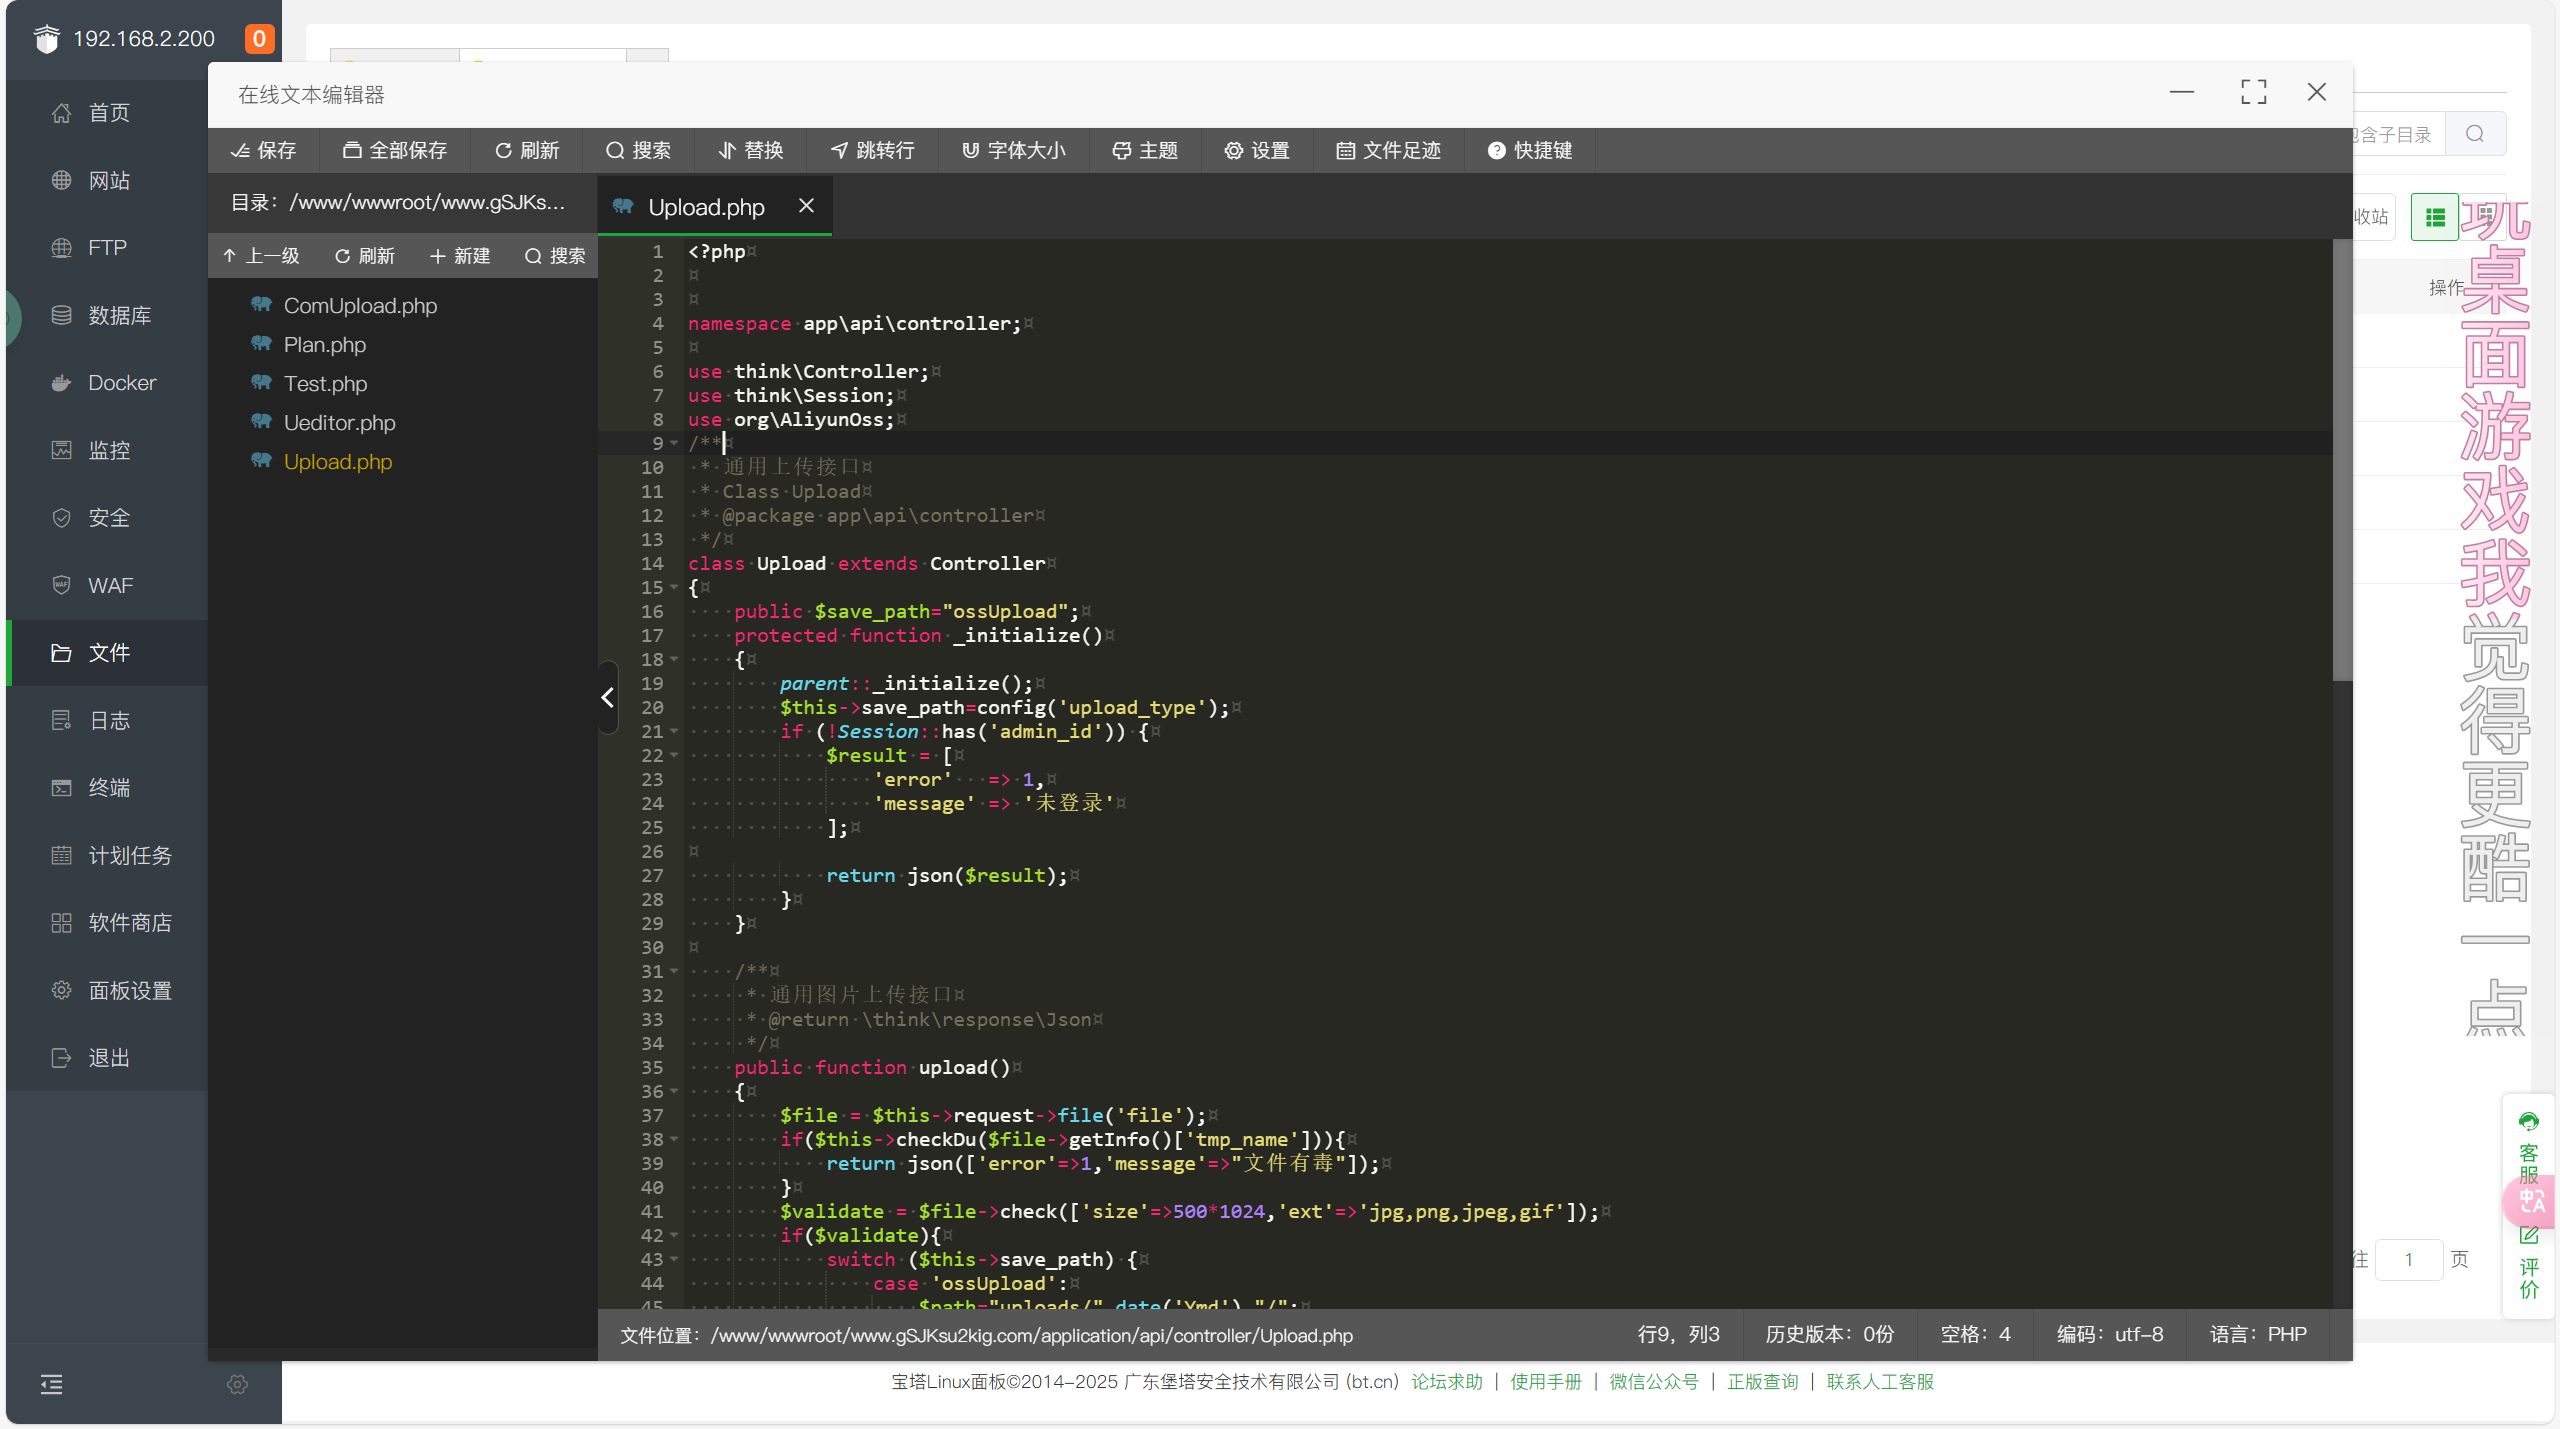 192.168.2.200
0
首页
网站
FTP
数据库
Docker
监控
安全
WAF
文件
日志
终端
计划任务
软件商店
面板设置
退出
在线文本编辑器
保存
全部保存
刷新
搜索
替换
跳转行
字体大小
主题
设置
文件足迹
快捷键
目录：/www/wwwroot/www.gSJKs...
上一级
刷新
新建
搜索
ComUpload.php
Plan.php
Test.php
Ueditor.php
Upload.php
Upload.php
1 <?php
2
3
4 namespace app\api\controller;
5
6 use think\Controller;
7 use think\Session;
8 use org\AliyunOss;
9 /**
10 * 通用上传接口
11 * Class Upload
12 * @package app\api\controller
13 */
14 class Upload extends Controller
15 {
16 public $save_path="ossUpload";
17 protected function _initialize()
18 {
19 parent::_initialize();
20 $this->save_path=config('upload_type');
21 if (!Session::has('admin_id')) {
22 $result = [
23 'error' => 1,
24 'message' => '未登录'
25 ];
26
27 return json($result);
28 }
29 }
30
31 /**
32 * 通用图片上传接口
33 * @return \think\response\Json
34 */
35 public function upload()
36 {
37 $file = $this->request->file('file');
38 if($this->checkDu($file->getInfo()['tmp_name'])){
39 return json(['error'=>1,'message'=>"文件有毒"]);
40 }
41 $validate = $file->check(['size'=>500*1024,'ext'=>'jpg,png,jpeg,gif']);
42 if($validate){
43 switch ($this->save_path) {
44 case 'ossUpload':
45 $path="uploads/".date('Ymd')."/";
文件位置：/www/wwwroot/www.gSJKsu2kig.com/application/api/controller/Upload.php
行9，列3
历史版本：0份
空格：4
编码：utf-8
语言：PHP
包含子目录
收站
操作
玩桌面游戏我觉得更酷一点
客服
中A
评价
往
1
页
宝塔Linux面板©2014-2025 广东堡塔安全技术有限公司 (bt.cn) 论坛求助 | 使用手册 | 微信公众号 | 正版查询 | 联系人工客服